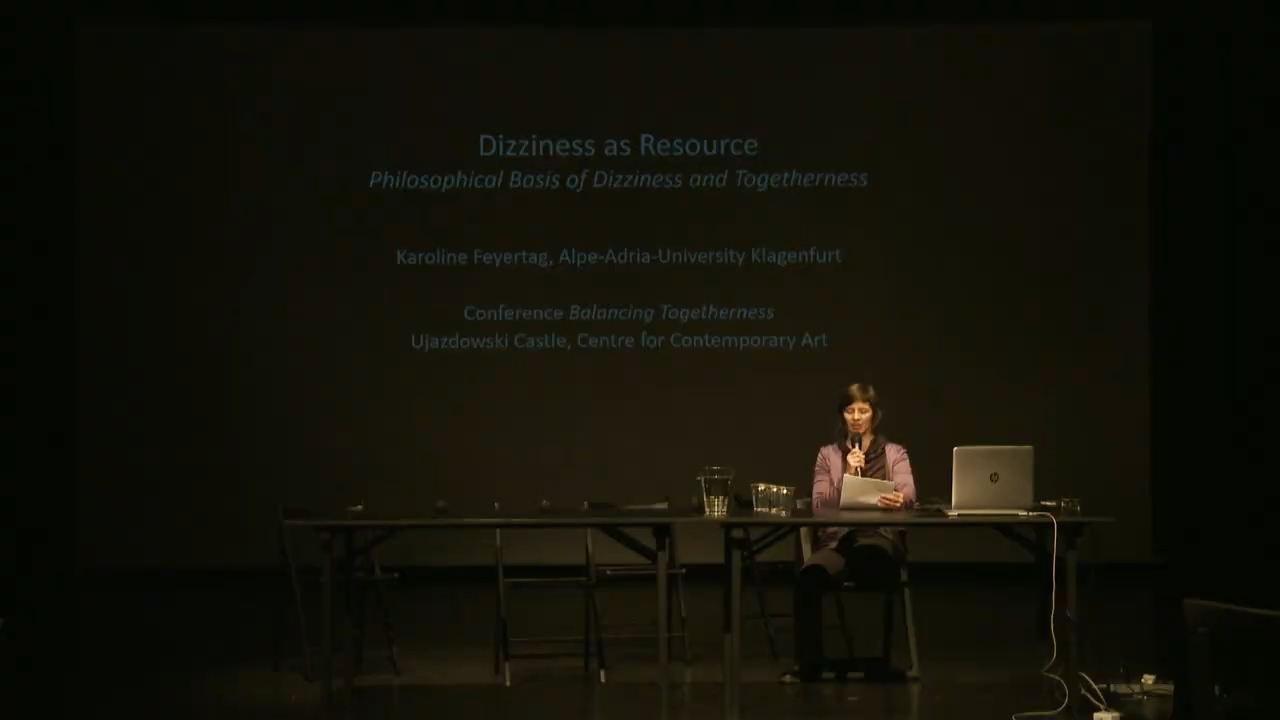 Dizziness as Resource
Philosophical Basis of Dizziness and Togetherness
Karoline Feyertag, Alpe-Adria-University Klagenfurt
Conference Balancing Togetherness
Ujazdowski Castle, Centre for Contemporary Art
hp